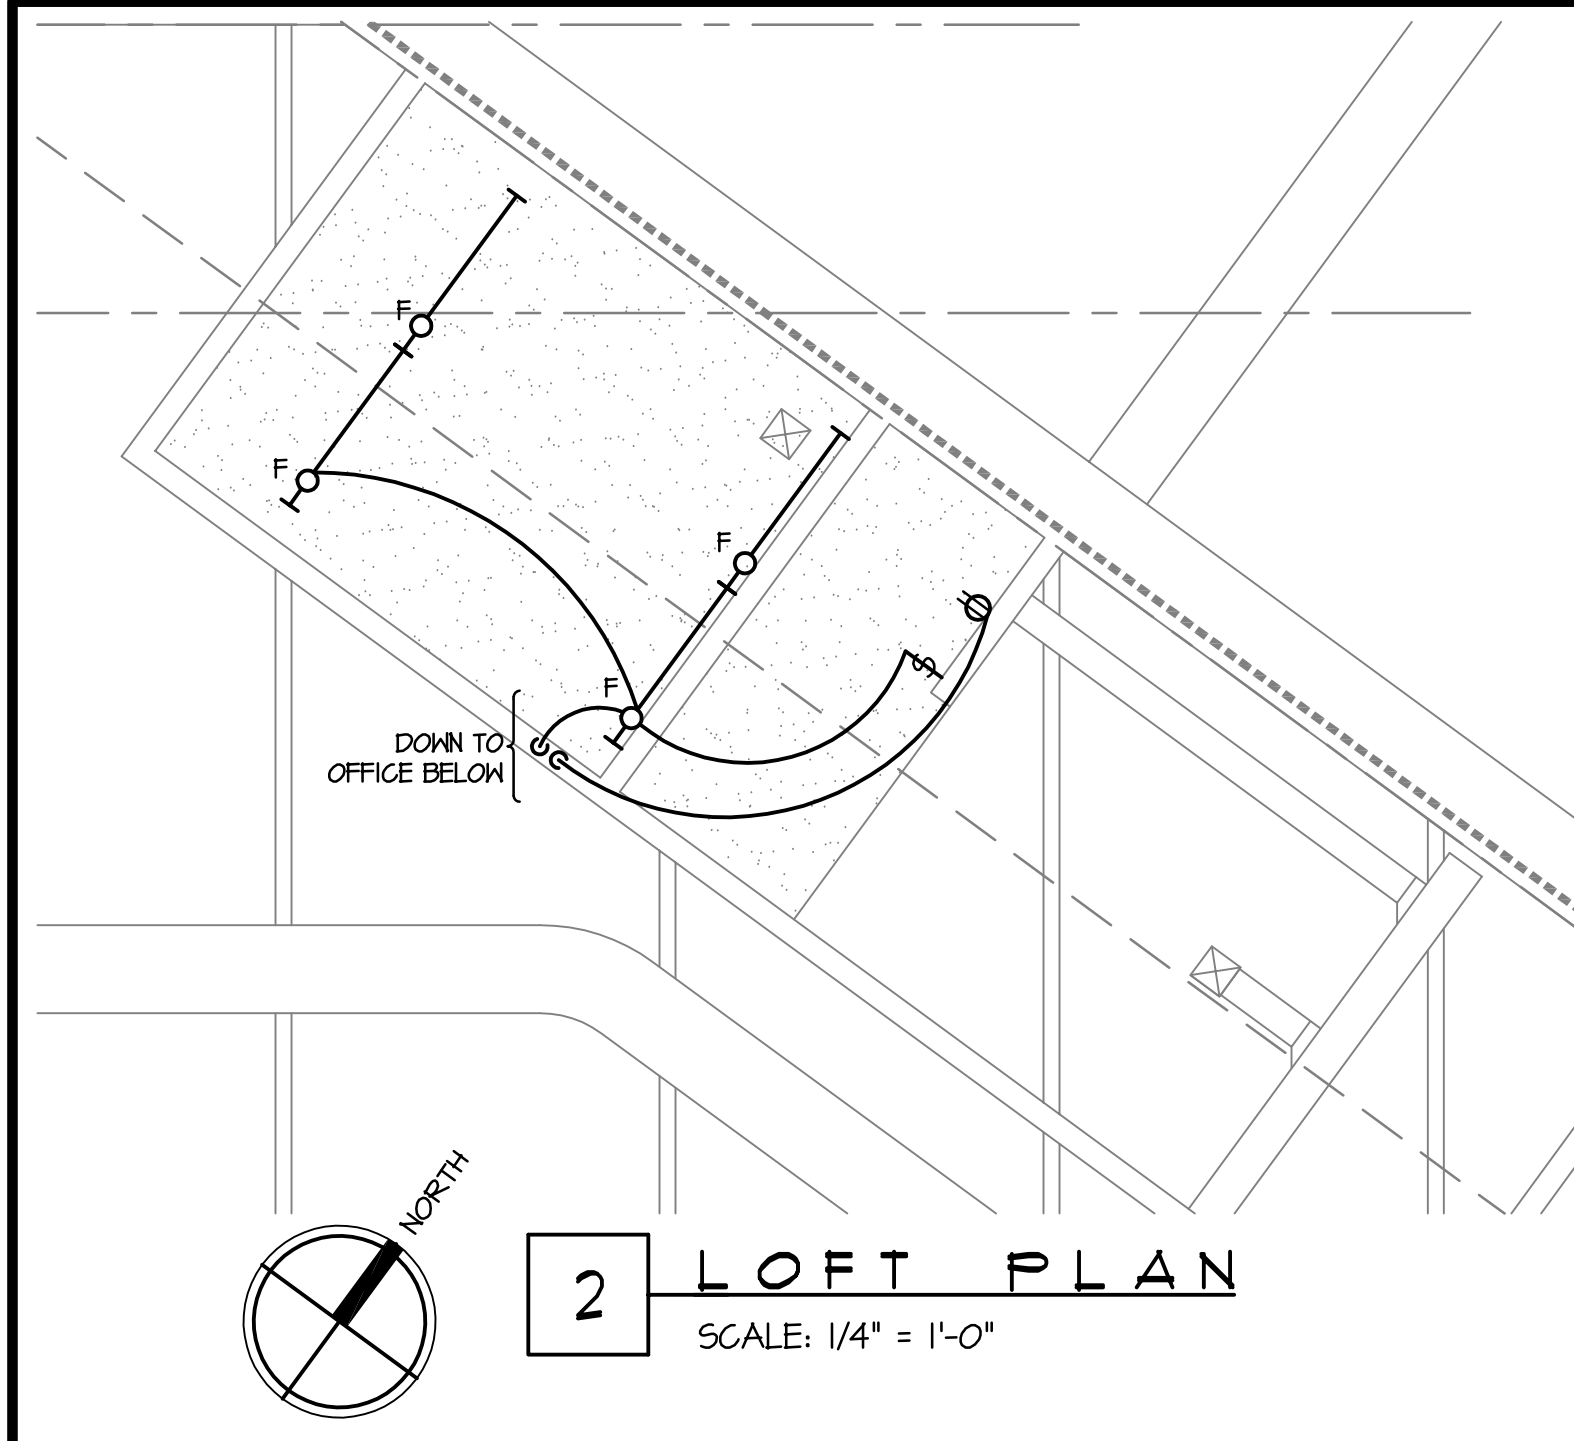 F
F
F
F
$
DOWN TO
OFFICE BELOW
NORTH
2
LOFT PLAN
SCALE: 1/4" = 1'-0"